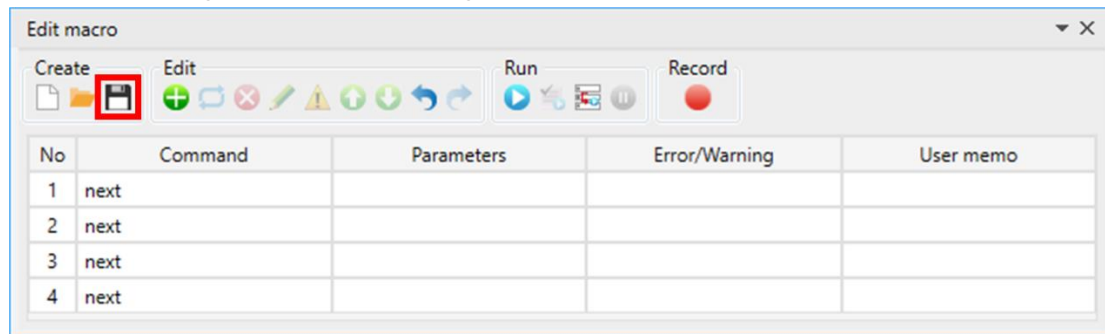 Edit macro
Create Edit Run Record
No Command Parameters Error/Warning User memo
1 next
2 next
3 next
4 next